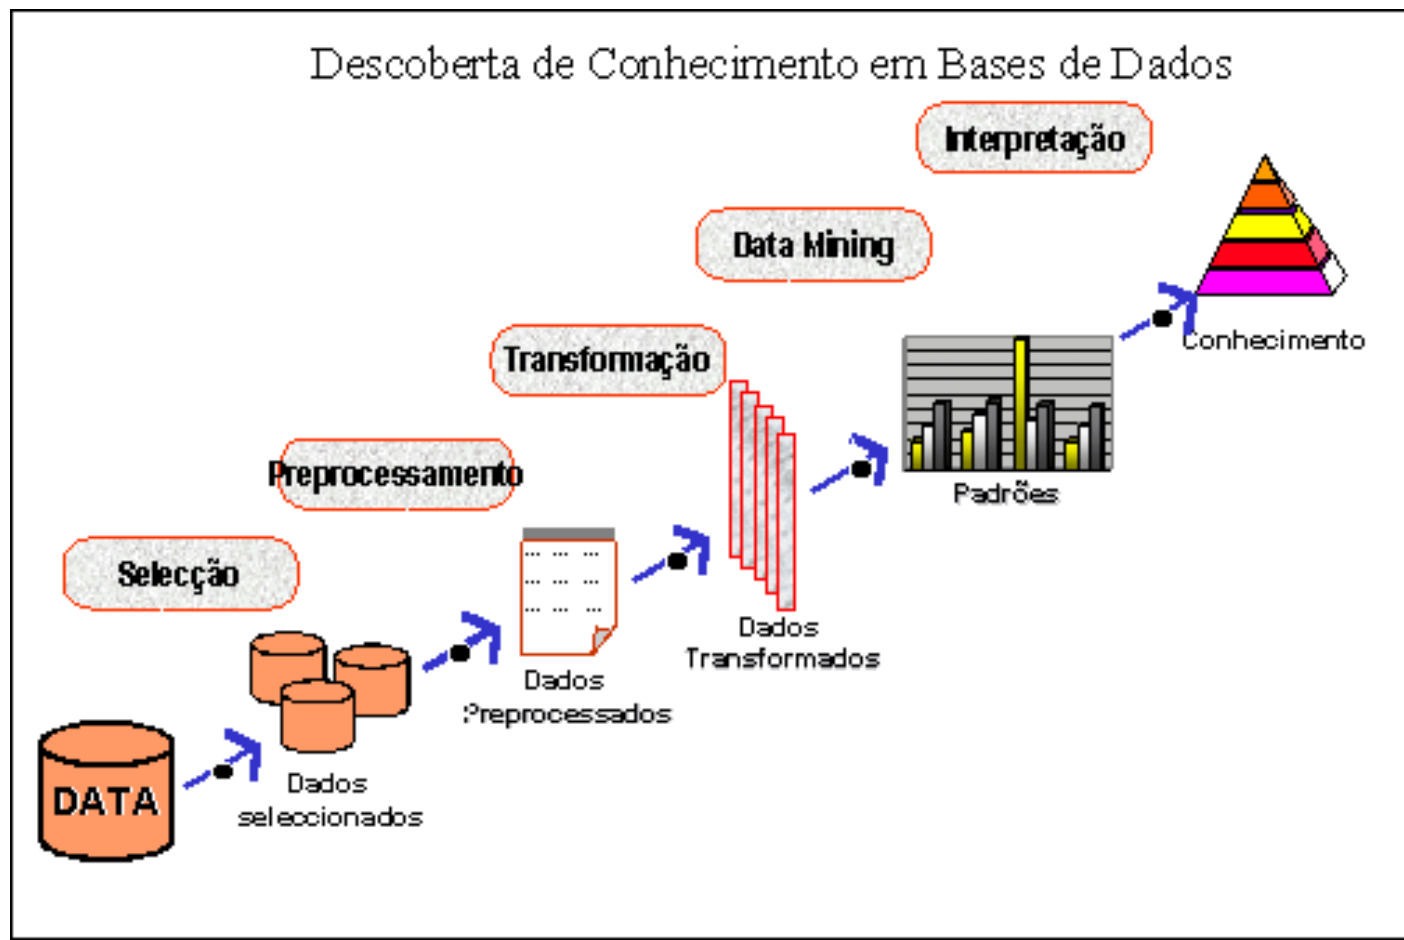 Descoberta de Conhecimento em Bases de Dados
Interpretação
Data Mining
Transformação
Preprocessamento
Selecção
DATA
Dados
seleccionados
Dados
Preprocessados
Dados
Transformados
Padrões
Conhecimento